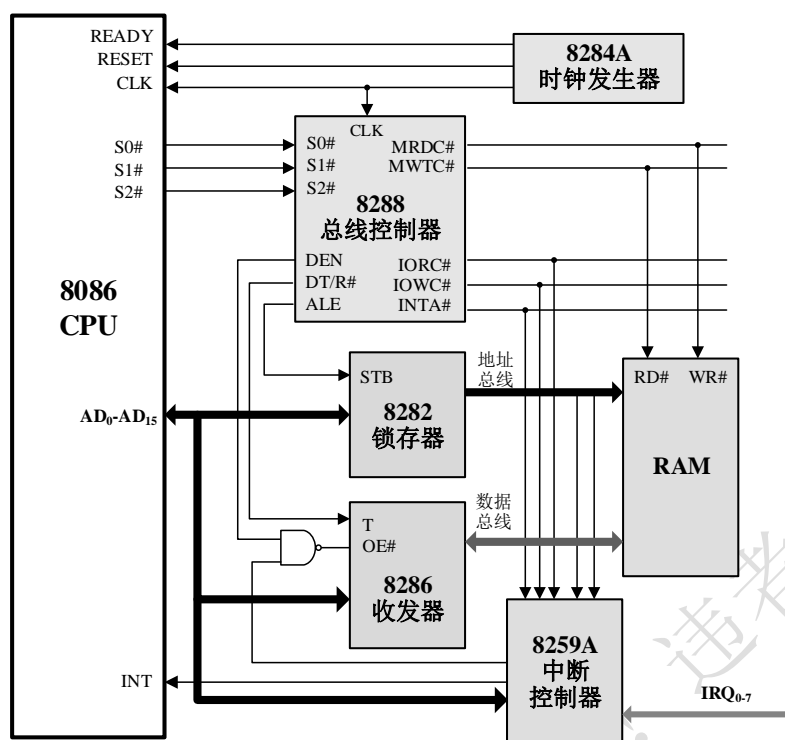 READY
RESET
CLK
S0#
S1#
S2#
8086
CPU
AD0-AD15
INT
8284A
时钟发生器
CLK
S0#
S1#
S2#
MRDC#
MWTC#
8288
总线控制器
DEN
DT/R#
ALE
IORC#
IOWC#
INTA#
STB
8282
锁存器
地址
总线
RD# WR#
RAM
T
OE#
8286
收发器
数据
总线
8259A
中断
控制器
IRQ0-7
违者